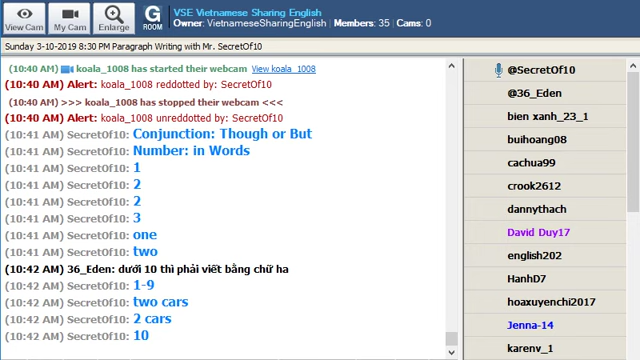 VSE Vietnamese Sharing English
Owner: VietnameseSharingEnglish | Members: 35 | Cams: 0
View Cam
My Cam
Enlarge
G
ROOM
Sunday 3-10-2019 8:30 PM Paragraph Writing with Mr. SecretOf10
(10:40 AM) koala_1008 has started their webcam View koala_1008
(10:40 AM) Alert: koala_1008 reddotted by: SecretOf10
(10:40 AM) >>> koala_1008 has stopped their webcam <<<
(10:40 AM) Alert: koala_1008 unreddotted by: SecretOf10
(10:41 AM) SecretOf10: Conjunction: Though or But
(10:41 AM) SecretOf10: Number: in Words
(10:41 AM) SecretOf10: 1
(10:41 AM) SecretOf10: 2
(10:41 AM) SecretOf10: 2
(10:41 AM) SecretOf10: 3
(10:41 AM) SecretOf10: one
(10:41 AM) SecretOf10: two
(10:42 AM) 36_Eden: dưới 10 thì phải viết bằng chữ ha
(10:42 AM) SecretOf10: 1-9
(10:42 AM) SecretOf10: two cars
(10:42 AM) SecretOf10: 2 cars
(10:42 AM) SecretOf10: 10
@SecretOf10
@36_Eden
bien xanh_23_1
buihoang08
cachua99
crook2612
dannythach
David Duy17
english202
HanhD7
hoaxuyenchi2017
Jenna-14
karenv_1